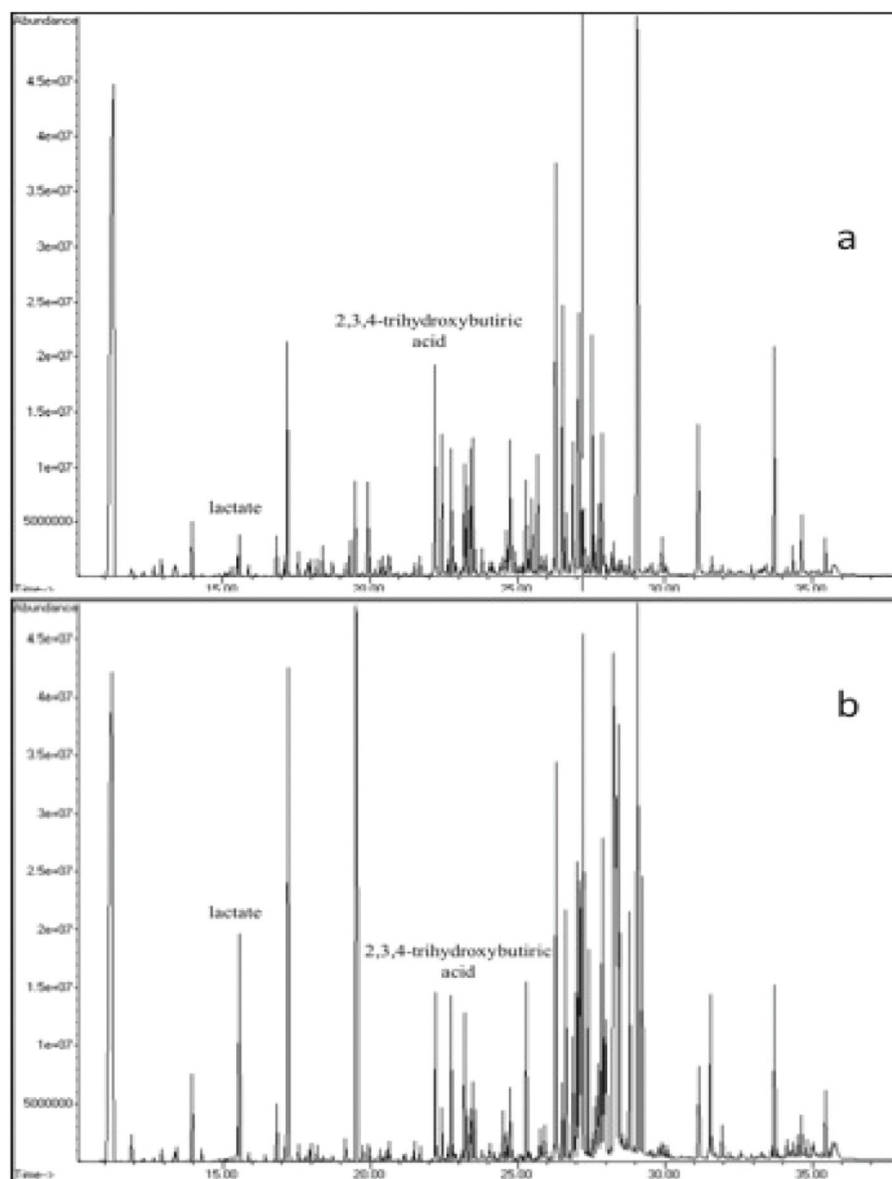 Abundance
4.5e+07
4e+07
a
3.5e+07
3e+07
2.5e+07
2,3,4-trihydroxybutiric
acid
2e+07
1.5e+07
1e+07
lactate
5000000
Time-->
15.00 20.00 25.00 30.00 35.00
Abundance
4.5e+07
b
4e+07
3.5e+07
3e+07
2.5e+07
lactate
2e+07
2,3,4-trihydroxybutiric
acid
1.5e+07
1e+07
5000000
Time-->
15.00 20.00 25.00 30.00 35.00